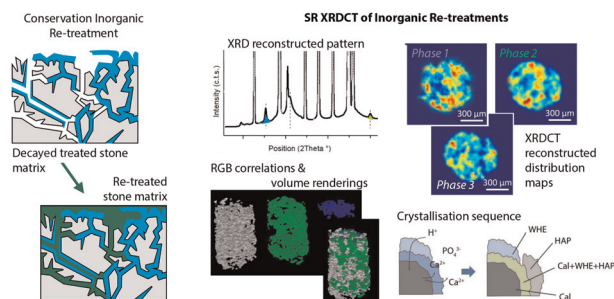 Conservation Inorganic
Re-treatment
Decayed treated stone
matrix
Re-treated
stone matrix
SR XRDCT of Inorganic Re-treatments
XRD reconstructed pattern
Intensity (c.t.s.)
Position (2Theta °)
Phase 1
300 µm
Phase 2
300 µm
Phase 3
300 µm
XRDCT
reconstructed
distribution
maps
RGB correlations &
volume renderings
Crystallisation sequence
H⁺
PO₄³⁻
Ca²⁺
Ca²⁺
WHE
HAP
Cal+WHE+HAP
Cal